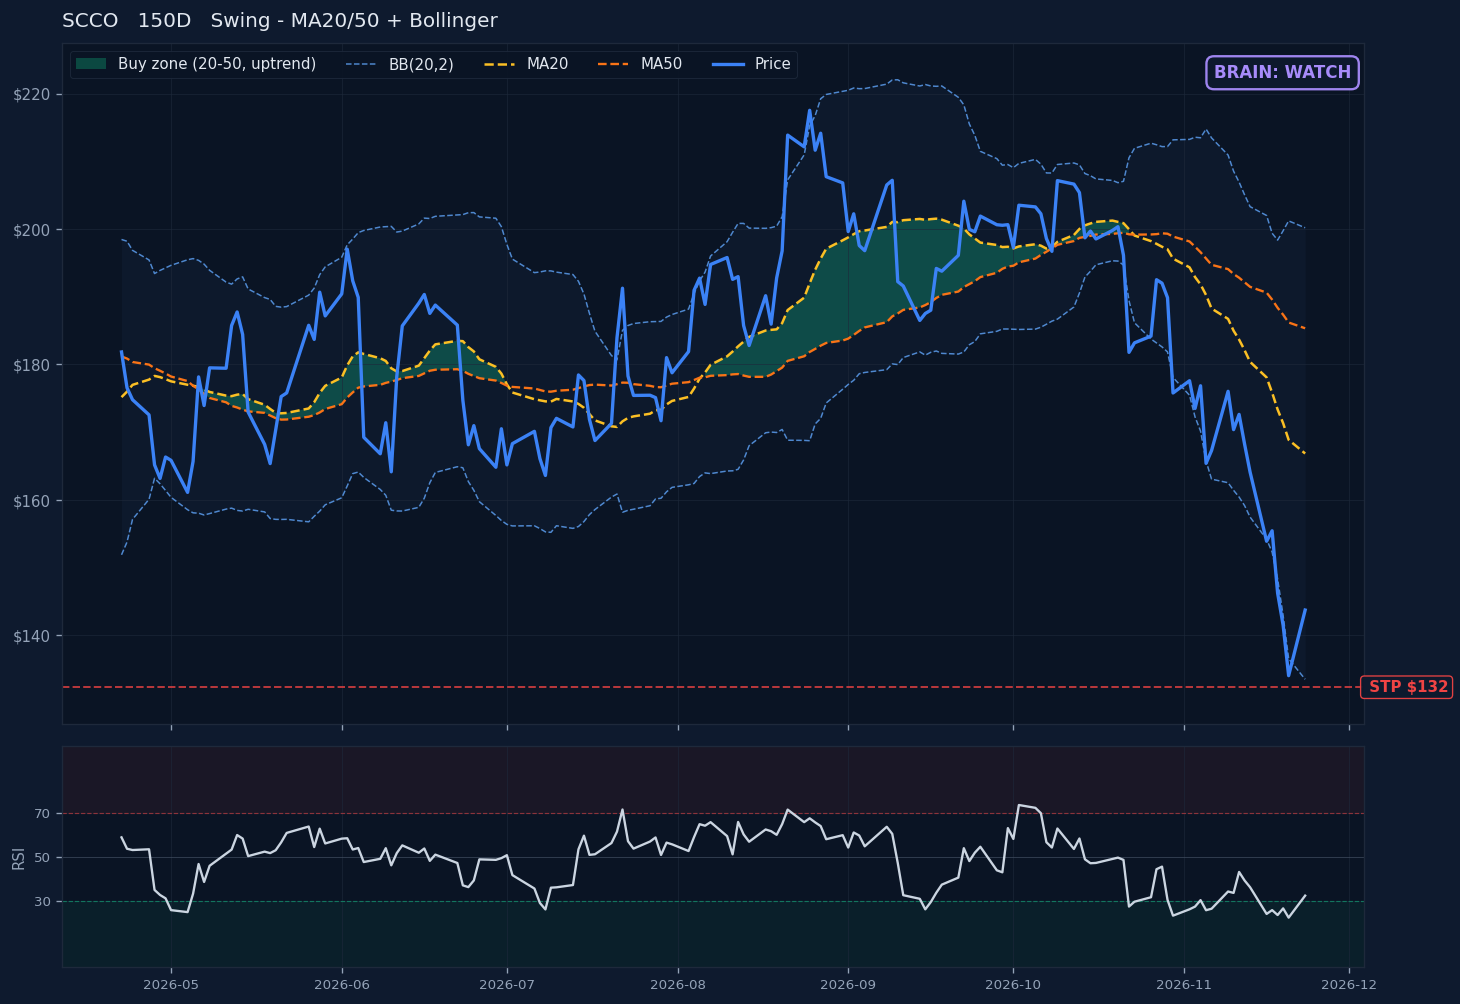 SCCO 150D Swing - MA20/50 + Bollinger
Buy zone (20-50, uptrend) BB(20,2) MA20 MA50 Price
BRAIN: WATCH
$220
$200
$180
$160
$140
STP $132
70
50
30
RSI
2026-05 2026-06 2026-07 2026-08 2026-09 2026-10 2026-11 2026-12